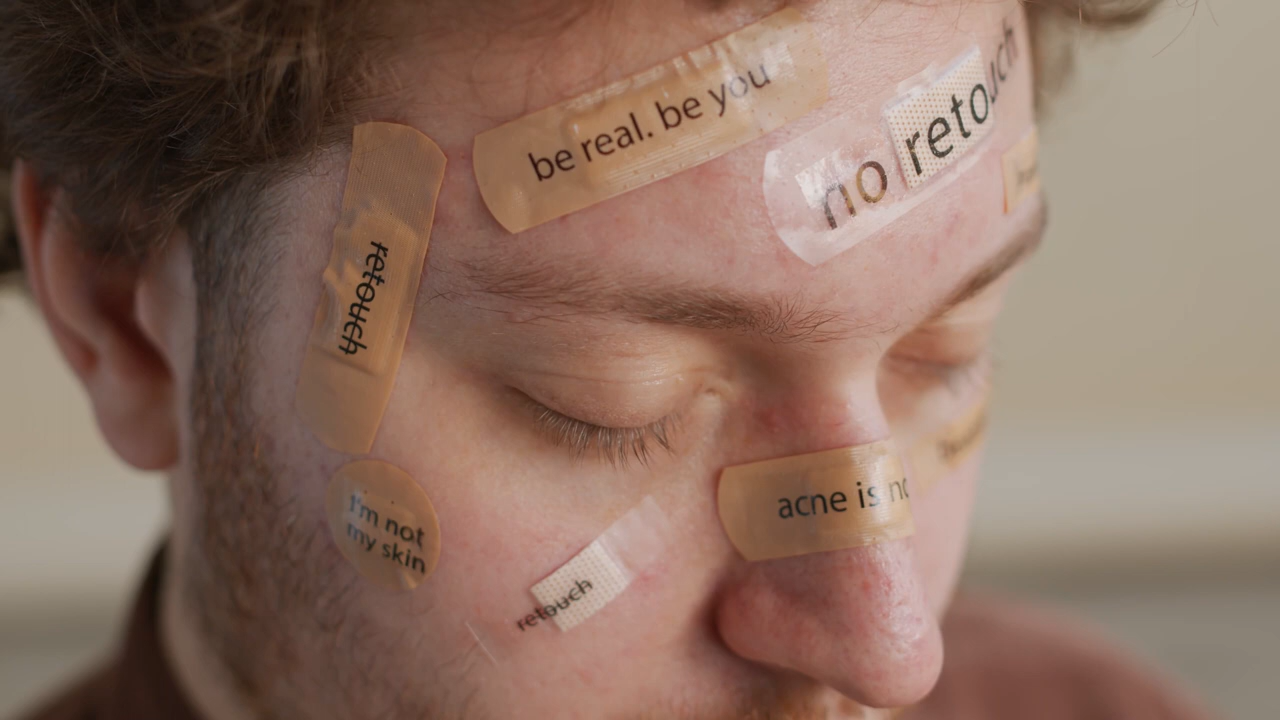 be real. be you
no retouch
retouch
acne is no
I'm not
my skin
retouch